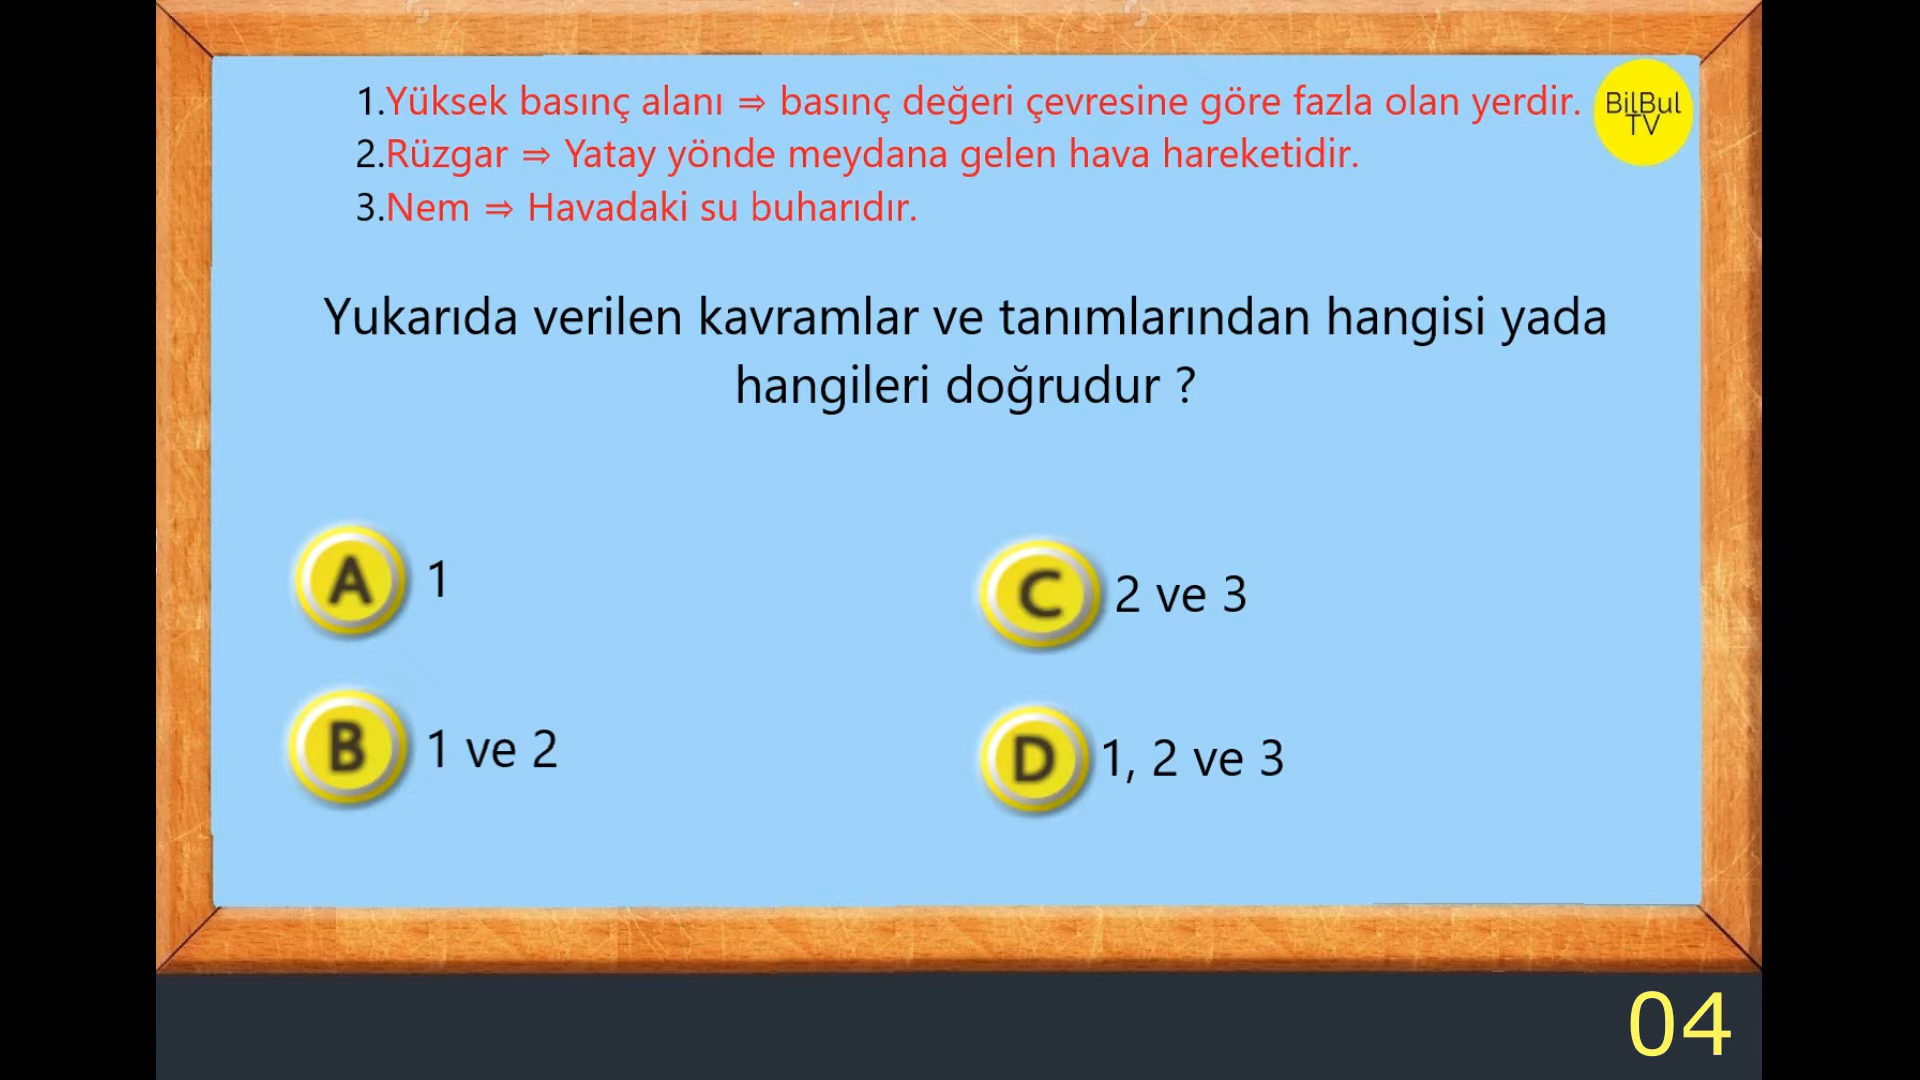 1.Yüksek basınç alanı ⇒ basınç değeri çevresine göre fazla olan yerdir.
BilBul
TV
2.Rüzgar ⇒ Yatay yönde meydana gelen hava hareketidir.
3.Nem ⇒ Havadaki su buharıdır.
Yukarıda verilen kavramlar ve tanımlarından hangisi yada
hangileri doğrudur ?
A 1
B 1 ve 2
C 2 ve 3
D 1, 2 ve 3
04